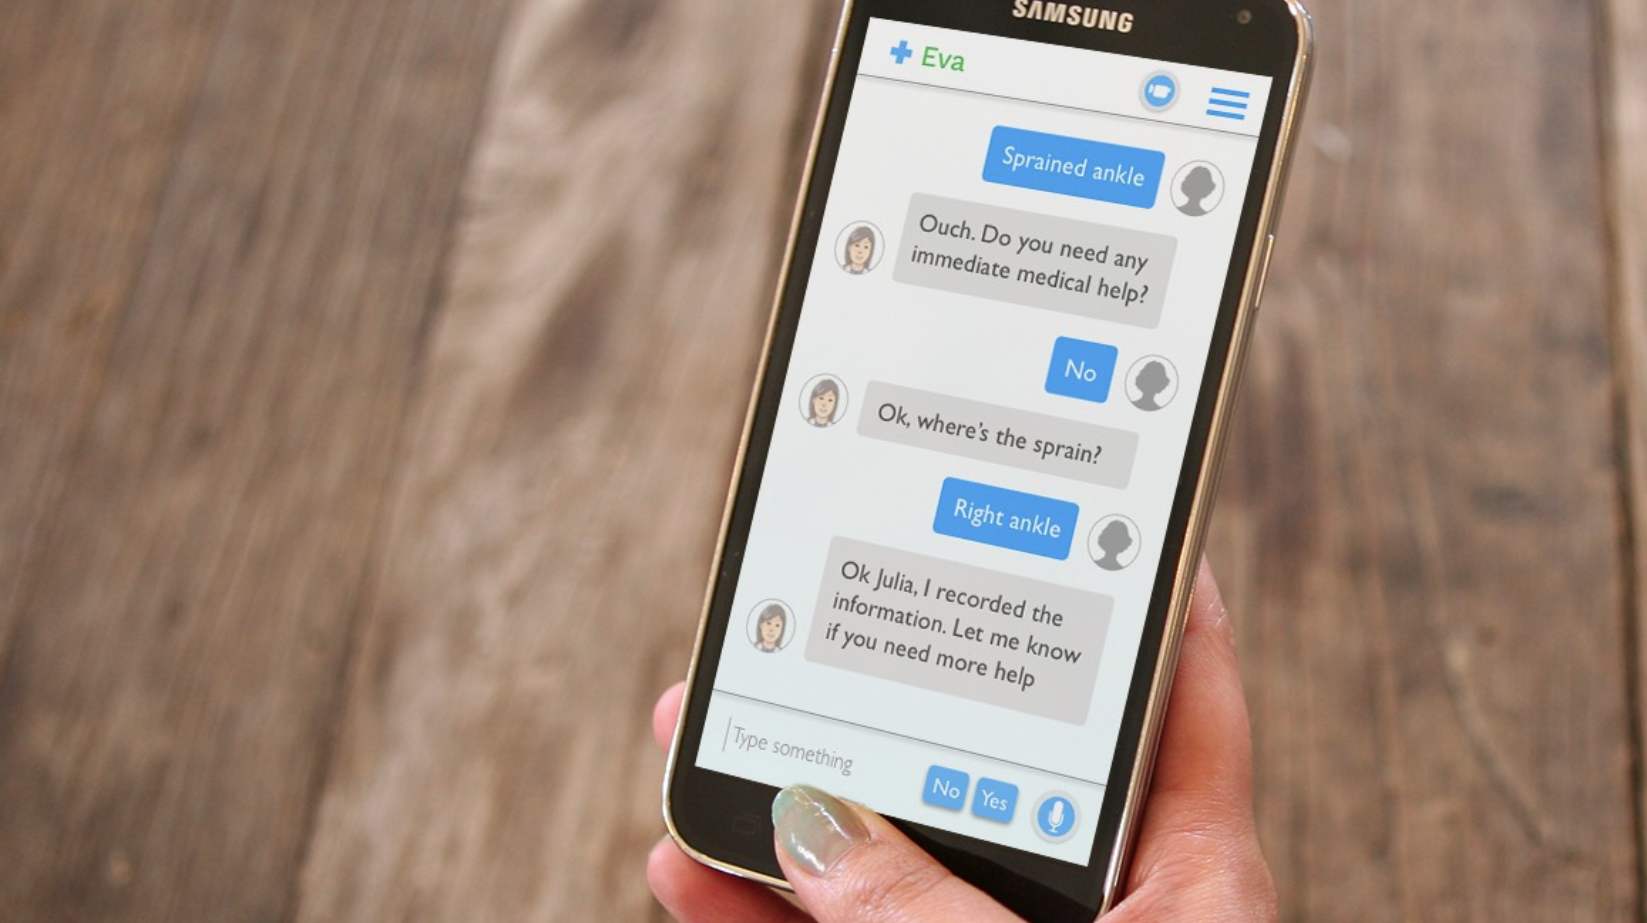 SAMSUNG
Eva
Sprained ankle
Ouch. Do you need any
immediate medical help?
No
Ok, where's the sprain?
Right ankle
Ok Julia, I recorded the
information. Let me know
if you need more help
Type something
No Yes